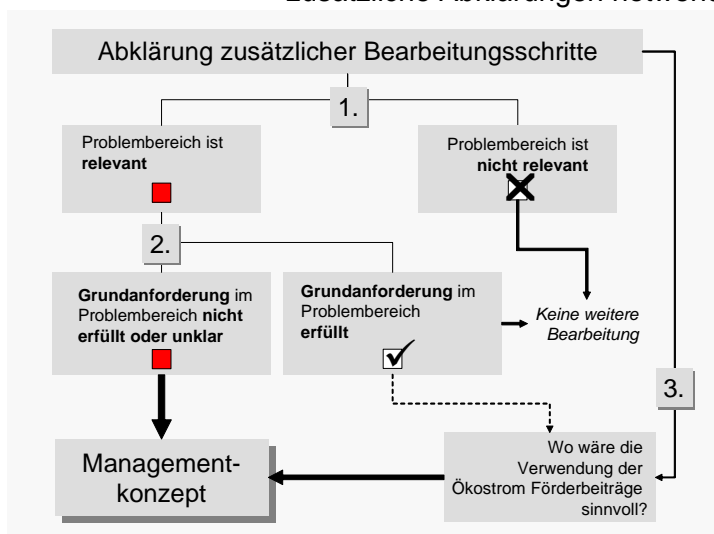 Abklärung zusätzlicher Bearbeitungsschritte
1.
Problembereich ist
relevant
Problembereich ist
nicht relevant
2.
Grundanforderung im
Problembereich nicht
erfüllt oder unklar
Grundanforderung im
Problembereich
erfüllt
Keine weitere
Bearbeitung
3.
Management-
konzept
Wo wäre die
Verwendung der
Ökostrom Förderbeiträge
sinnvoll?